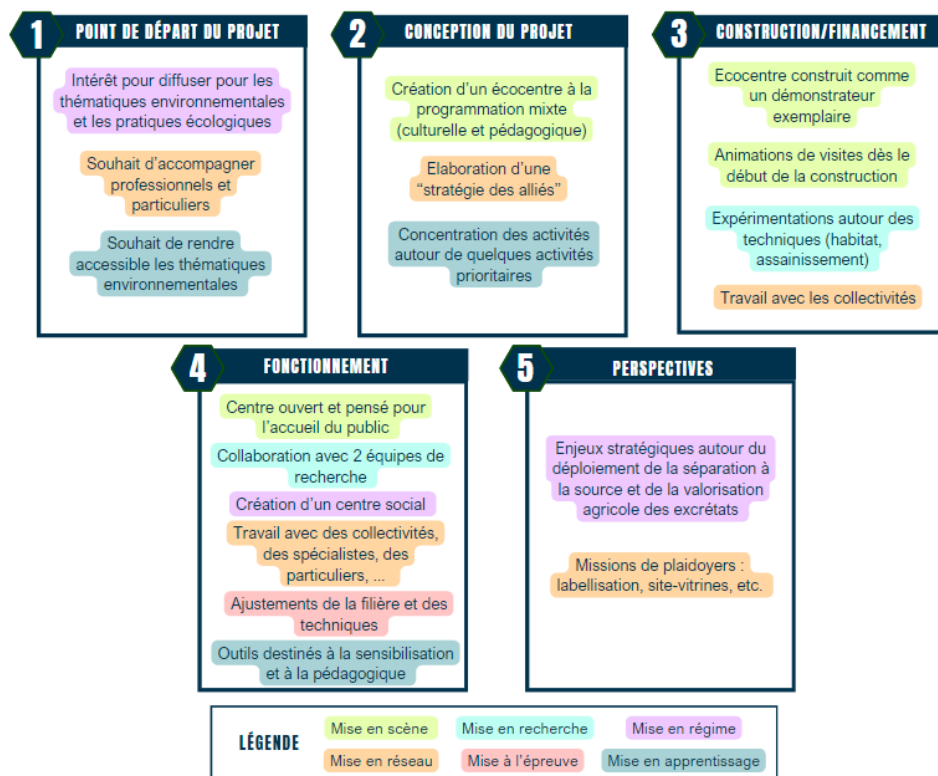 1 POINT DE DÉPART DU PROJET
Intérêt pour diffuser pour les
thématiques environnementales
et les pratiques écologiques
Souhait d'accompagner
professionnels et
particuliers
Souhait de rendre
accessible les thématiques
environnementales
2 CONCEPTION DU PROJET
Création d'un écocentre à la
programmation mixte
(culturelle et pédagogique)
Elaboration d'une
“stratégie des alliés”
Concentration des activités
autour de quelques activités
prioritaires
3 CONSTRUCTION/FINANCEMENT
Ecocentre construit comme
un démonstrateur
exemplaire
Animations de visites dès le
début de la construction
Expérimentations autour des
techniques (habitat,
assainissement)
Travail avec les collectivités
4 FONCTIONNEMENT
Centre ouvert et pensé pour
l'accueil du public
Collaboration avec 2 équipes de
recherche
Création d'un centre social
Travail avec des collectivités,
des spécialistes, des
particuliers, ...
Ajustements de la filière et des
techniques
Outils destinés à la sensibilisation
et à la pédagogique
5 PERSPECTIVES
Enjeux stratégiques autour du
déploiement de la séparation à
la source et de la valorisation
agricole des excrétats
Missions de plaidoyers :
labellisation, site-vitrines, etc.
LÉGENDE
Mise en scène Mise en recherche Mise en régime
Mise en réseau Mise à l'épreuve Mise en apprentissage